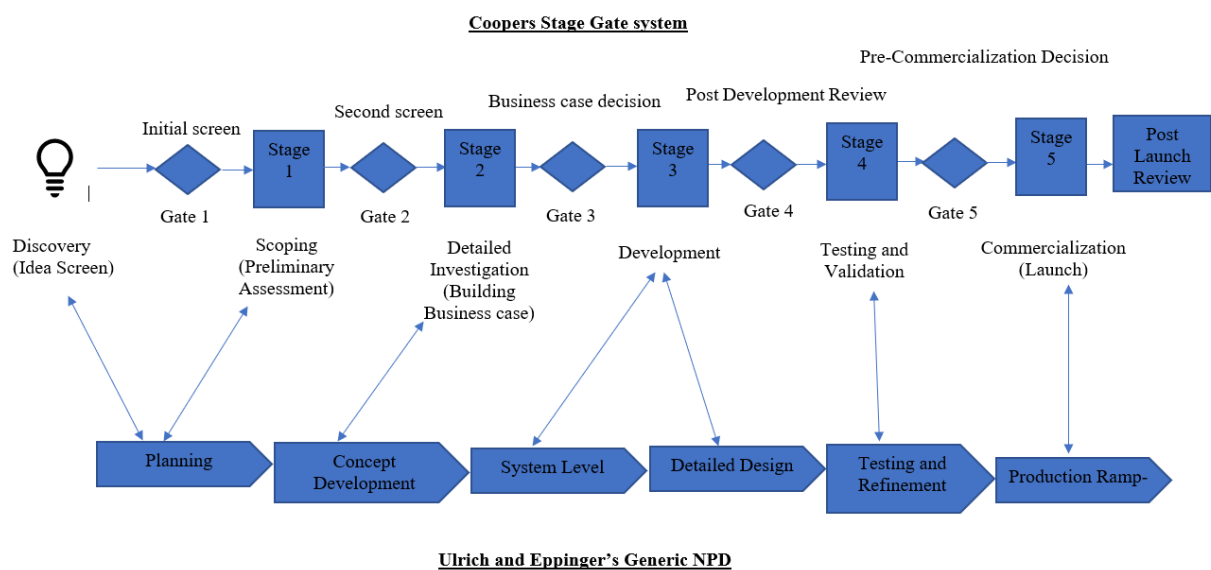 Coopers Stage Gate system
Pre-Commercialization Decision
Business case decision
Post Development Review
Second screen
Initial screen
Stage
1
Stage
2
Stage
3
Stage
4
Stage
5
Post
Launch
Review
Gate 1
Gate 2
Gate 3
Gate 4
Gate 5
Discovery
(Idea Screen)
Scoping
(Preliminary
Assessment)
Detailed
Investigation
(Building
Business case)
Development
Testing and
Validation
Commercialization
(Launch)
Planning
Concept
Development
System Level
Detailed Design
Testing and
Refinement
Production Ramp-
Ulrich and Eppinger’s Generic NPD